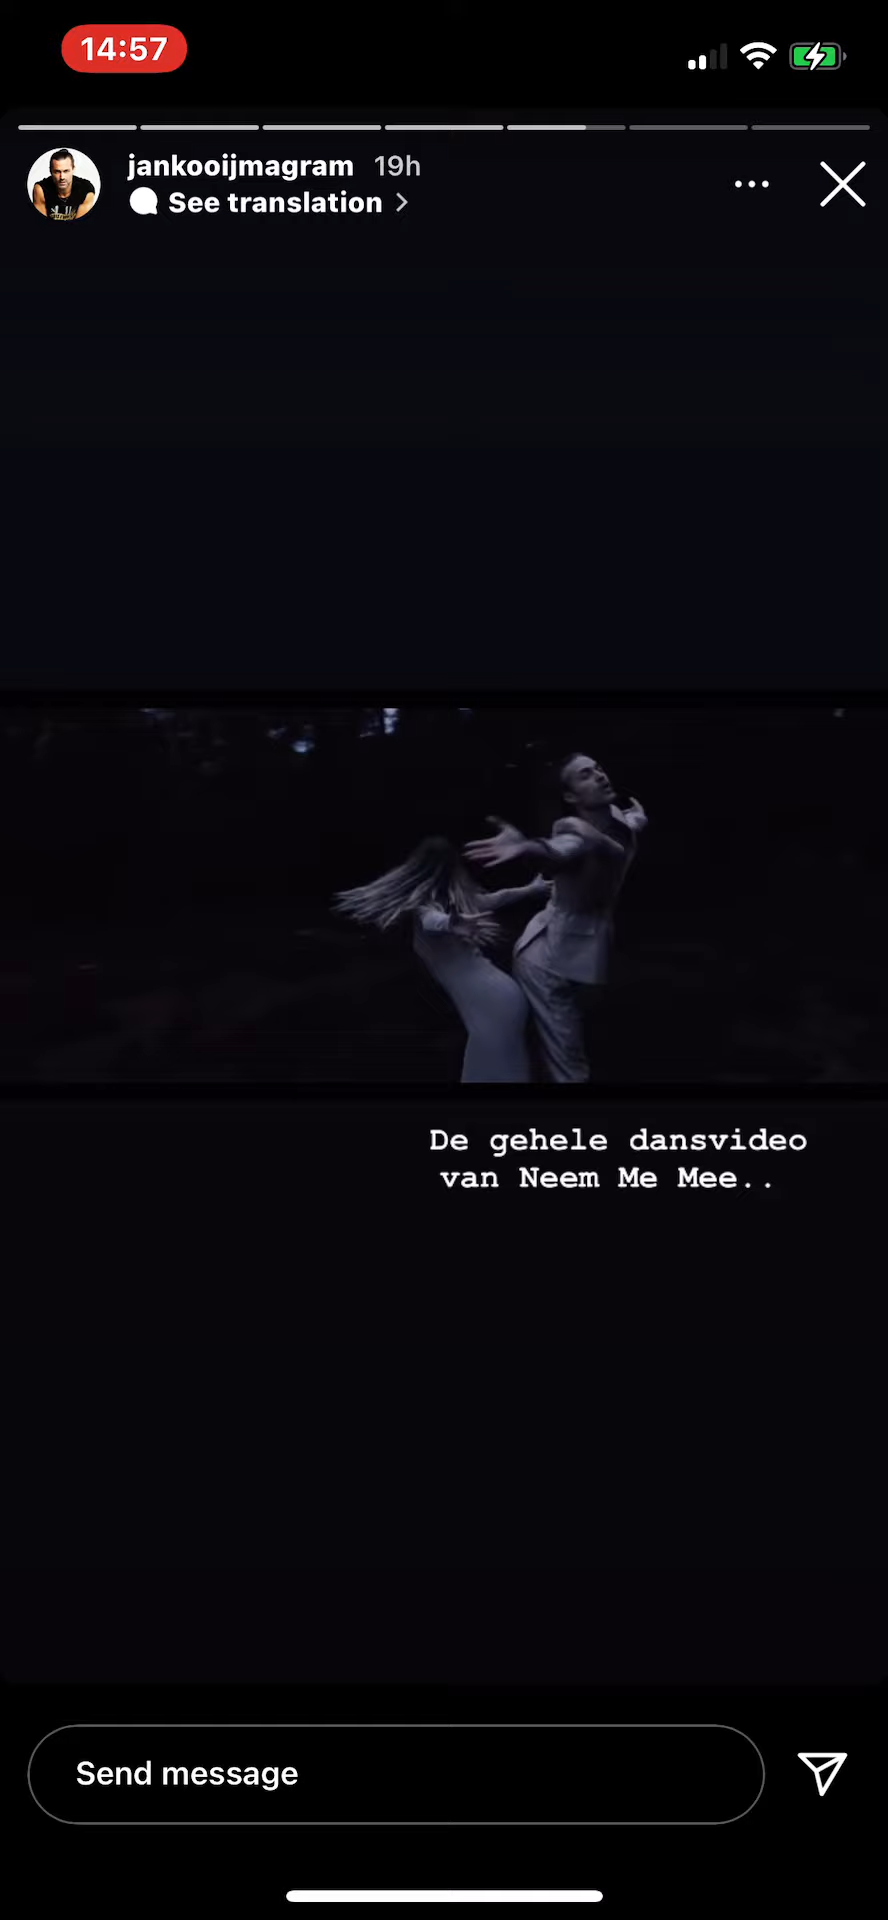 14:57
jankooijmagram 19h
See translation
De gehele dansvideo
van Neem Me Mee..
Send message